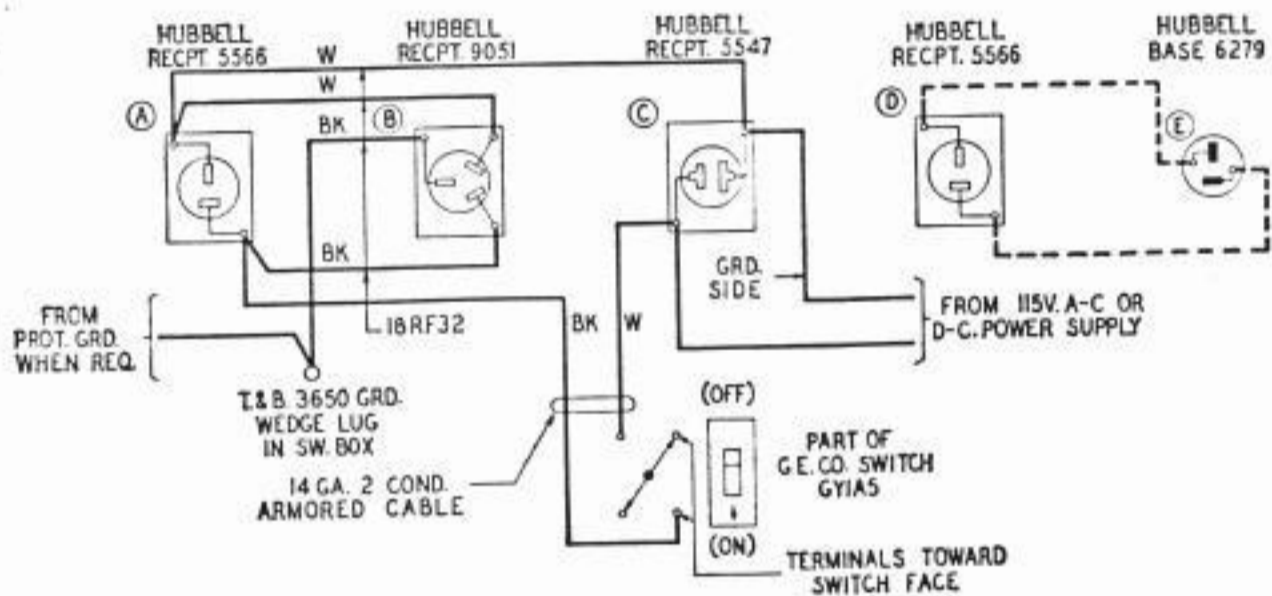 HUBBELL
RECPT. 5566
HUBBELL
RECPT. 9051
HUBBELL
RECPT. 5547
HUBBELL
RECPT. 5566
HUBBELL
BASE 6279
W
W
A
BK
B
C
D
E
BK
GRD.
SIDE
FROM
PROT. GRD.
WHEN REQ.
18RF32
BK
W
FROM 115V. A-C OR
D-C. POWER SUPPLY
T.& B. 3650 GRD.
WEDGE LUG
IN SW. BOX
(OFF)
14 GA. 2 COND.
ARMORED CABLE
PART OF
G.E.CO. SWITCH
GY1A5
(ON)
TERMINALS TOWARD
SWITCH FACE